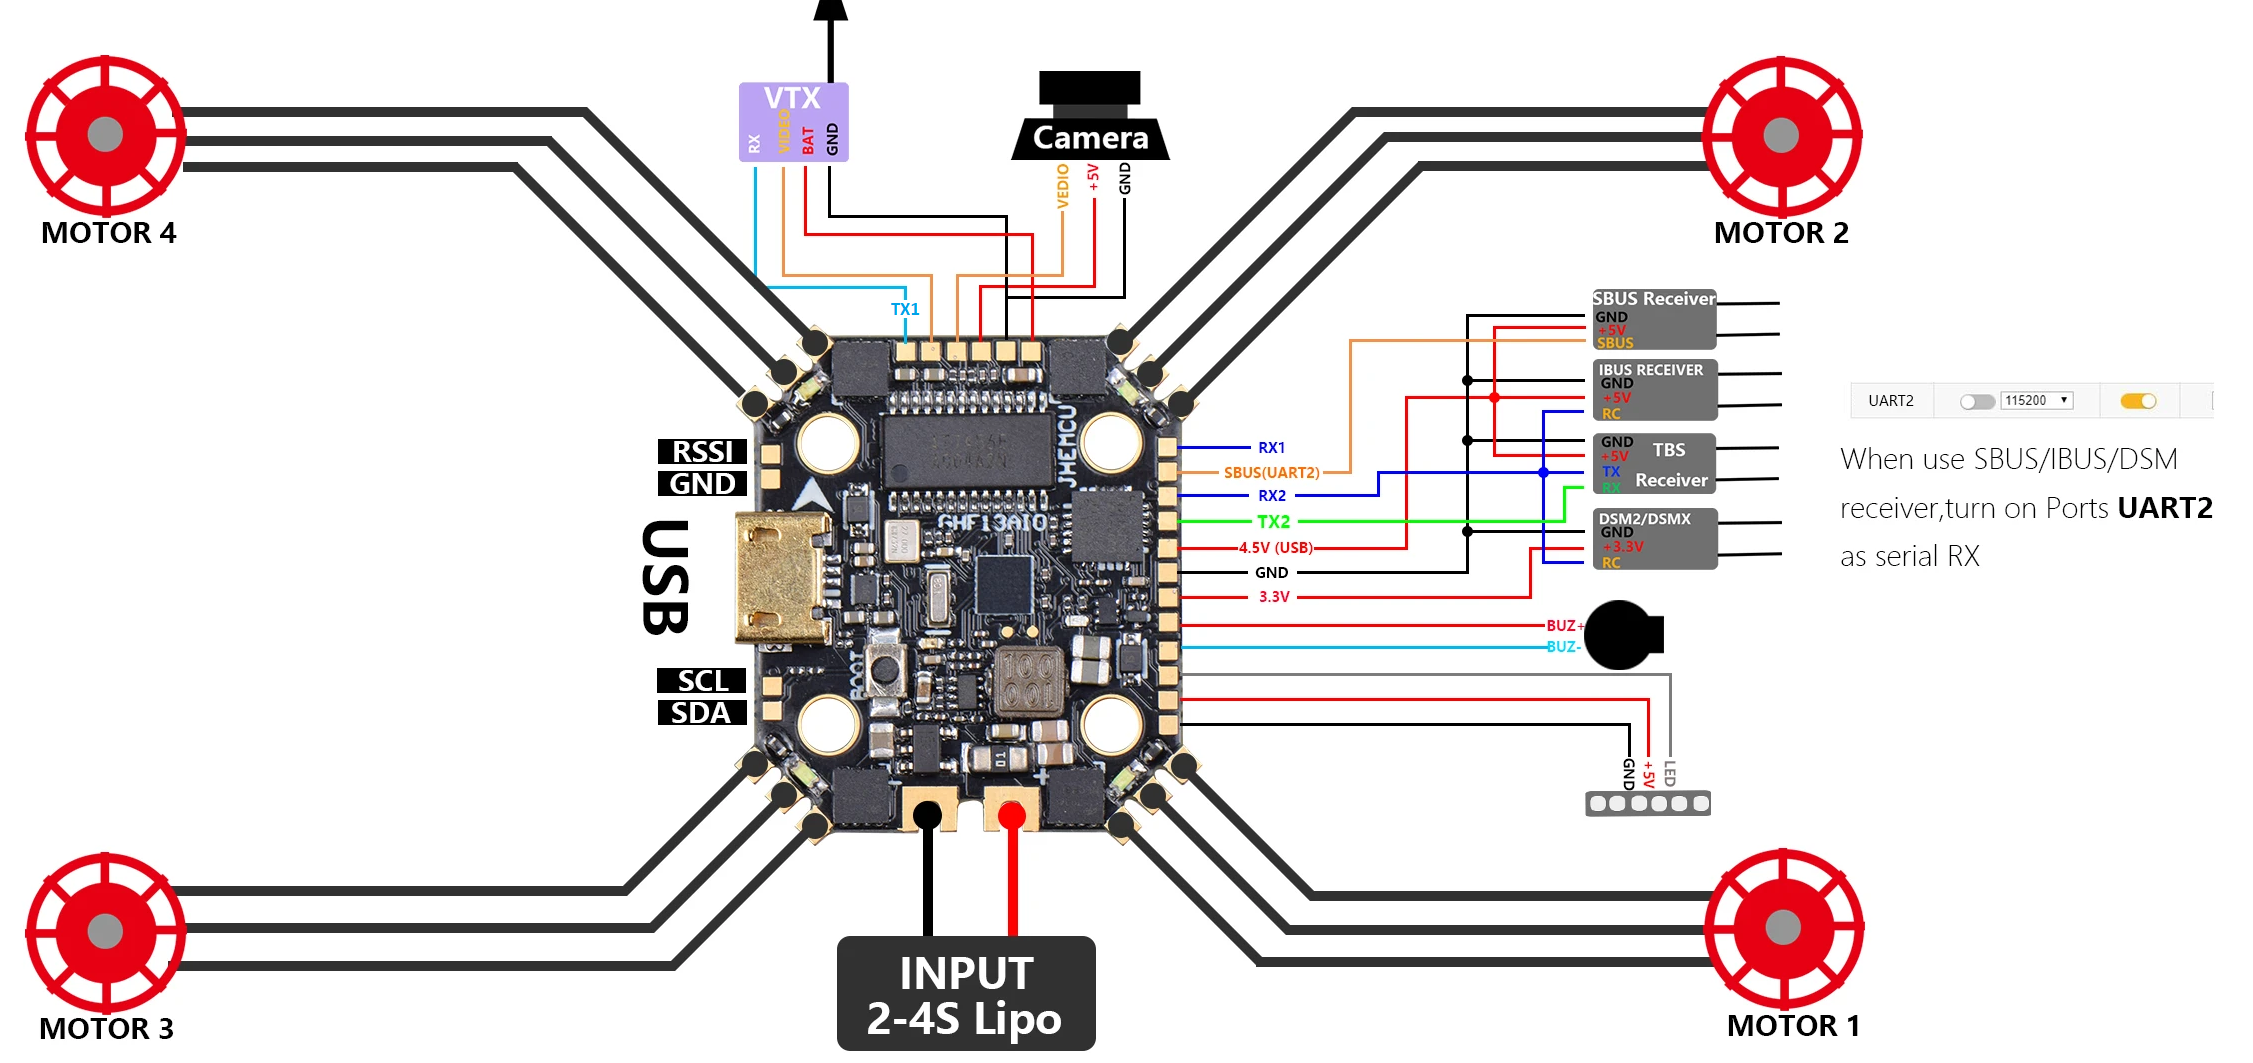 VTX
RX
VIDEO
BAT
GND
Camera
VEDIO
+5V
GND
MOTOR 4
MOTOR 2
TX1
RSSI
GND
USB
SCL
SDA
JHEMCU
GHF13AIO
BOOT
100
001
RX1
SBUS(UART2)
RX2
TX2
4.5V (USB)
GND
3.3V
BUZ+
BUZ-
SBUS Receiver
GND
+5V
SBUS
IBUS RECEIVER
GND
+5V
RC
GND
+5V
TX
RX
TBS
Receiver
DSM2/DSMX
GND
+3.3V
RC
UART2 115200
When use SBUS/IBUS/DSM
receiver,turn on Ports UART2
as serial RX
GND
+5V
LED
INPUT
2-4S Lipo
MOTOR 3
MOTOR 1